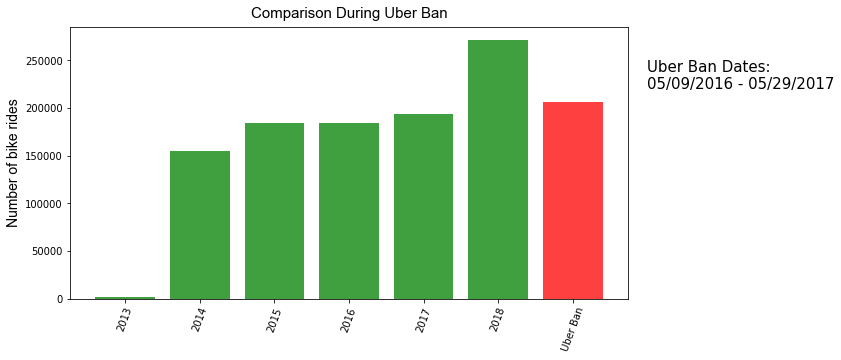 Comparison During Uber Ban
Number of bike rides
250000
200000
150000
100000
50000
0
2013
2014
2015
2016
2017
2018
Uber Ban
Uber Ban Dates:
05/09/2016 - 05/29/2017